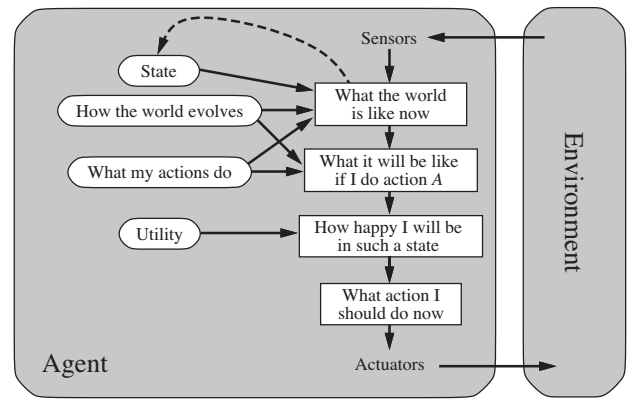 Sensors
State
What the world
is like now
How the world evolves
What it will be like
if I do action A
What my actions do
How happy I will be
in such a state
Utility
What action I
should do now
Agent
Actuators
Environment